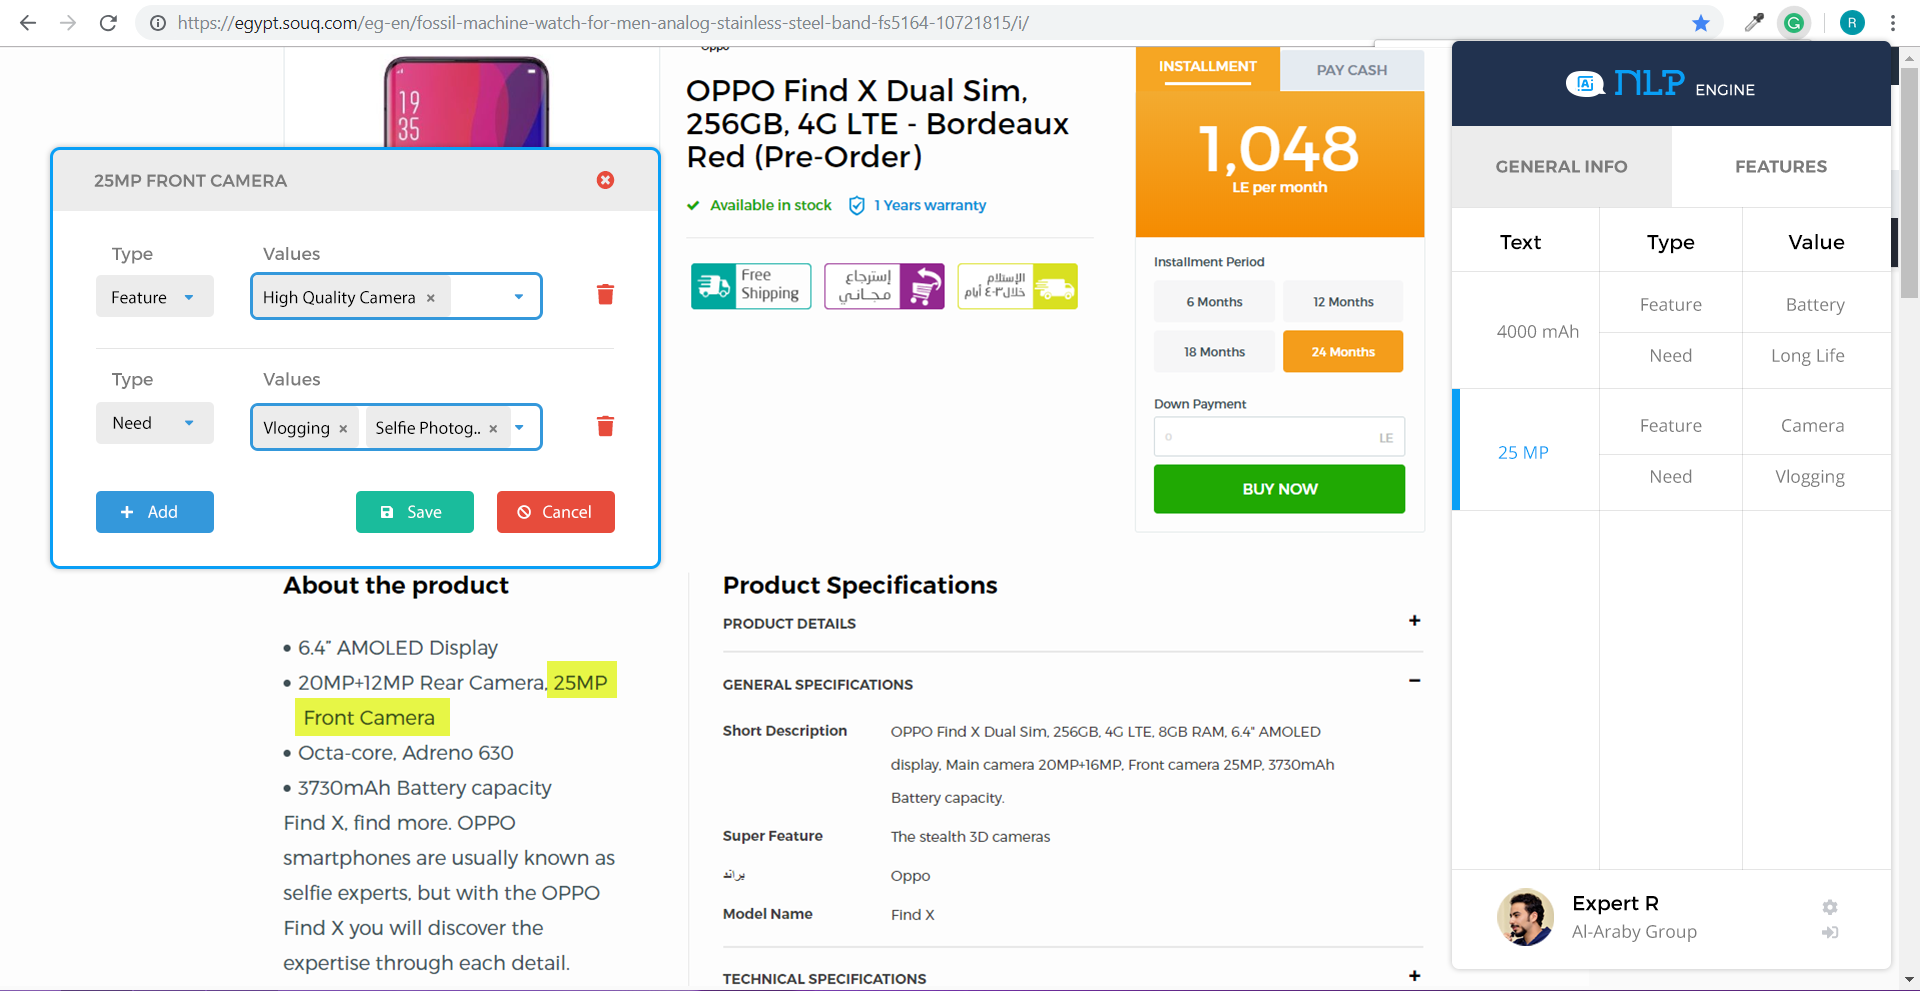 https://egypt.souq.com/eg-en/fossil-machine-watch-for-men-analog-stainless-steel-band-fs5164-10721815/i/
R
19
35
25MP FRONT CAMERA
Type
Values
Feature
High Quality Camera ×
Type
Values
Need
Vlogging ×
Selfie Photog.. ×
+ Add
Save
Cancel
About the product
• 6.4” AMOLED Display
• 20MP+12MP Rear Camera, 25MP
Front Camera
• Octa-core, Adreno 630
• 3730mAh Battery capacity
Find X, find more. OPPO
smartphones are usually known as
selfie experts, but with the OPPO
Find X you will discover the
expertise through each detail.
Oppo
OPPO Find X Dual Sim,
256GB, 4G LTE - Bordeaux
Red (Pre-Order)
Available in stock
1 Years warranty
Free
Shipping
إسترجاع
مجـاني
الإستلام
خلال ٣-٤ أيام
INSTALLMENT
PAY CASH
1,048
LE per month
Installment Period
6 Months
12 Months
18 Months
24 Months
Down Payment
0
LE
BUY NOW
Product Specifications
PRODUCT DETAILS
+
GENERAL SPECIFICATIONS
−
Short Description
OPPO Find X Dual Sim, 256GB, 4G LTE, 8GB RAM, 6.4" AMOLED
display, Main camera 20MP+16MP, Front camera 25MP, 3730mAh
Battery capacity.
Super Feature
The stealth 3D cameras
براند
Oppo
Model Name
Find X
TECHNICAL SPECIFICATIONS
+
Ai NLP ENGINE
GENERAL INFO
FEATURES
Text
Type
Value
4000 mAh
Feature
Battery
Need
Long Life
25 MP
Feature
Camera
Need
Vlogging
Expert R
Al-Araby Group